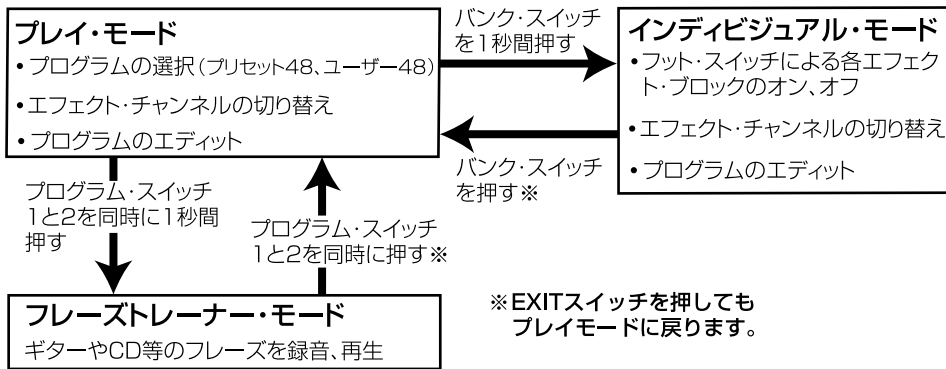 プレイ・モード
・プログラムの選択(プリセット48、ユーザー48)
・エフェクト・チャンネルの切り替え
・プログラムのエディット
バンク・スイッチ
を1秒間押す
バンク・スイッチ
を押す※
インディビジュアル・モード
・フット・スイッチによる各エフェク
ト・ブロックのオン、オフ
・エフェクト・チャンネルの切り替え
・プログラムのエディット
プログラム・スイッチ
1と2を同時に1秒間
押す
プログラム・スイッチ
1と2を同時に押す※
フレーズトレーナー・モード
ギターやCD等のフレーズを録音、再生
※EXITスイッチを押しても
プレイモードに戻ります。